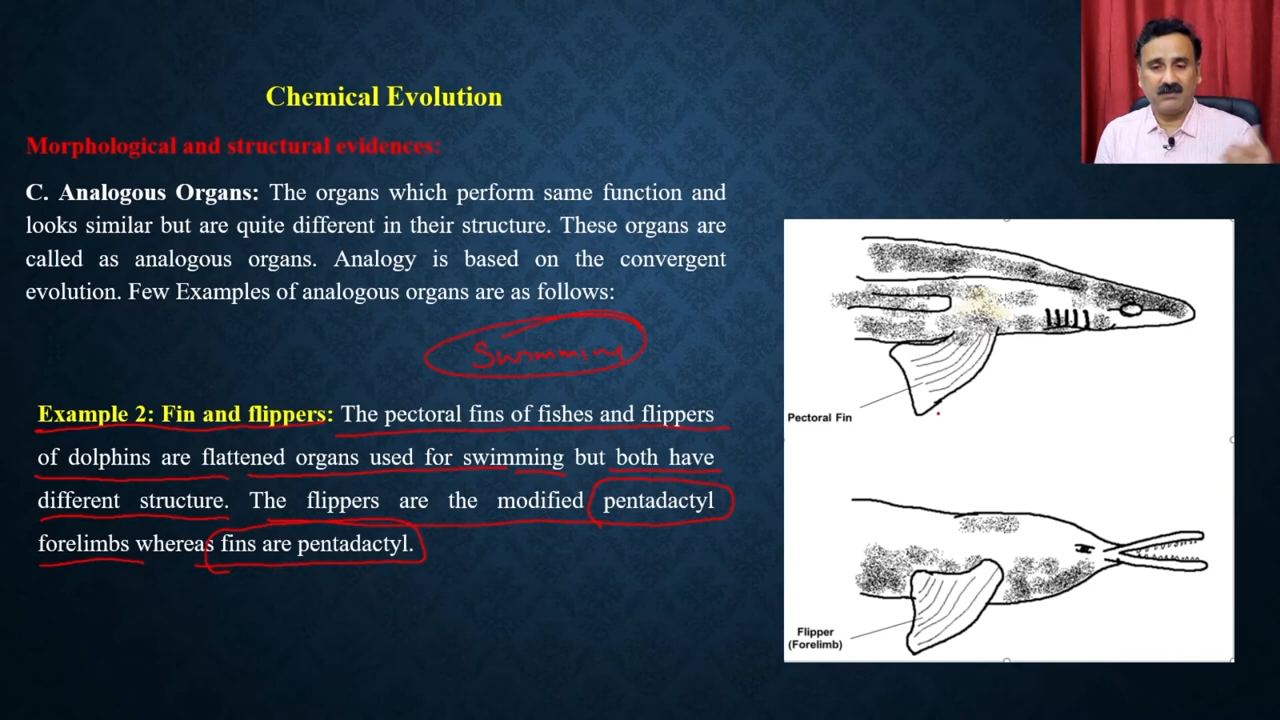 Chemical Evolution
Morphological and structural evidences:
C. Analogous Organs: The organs which perform same function and
looks similar but are quite different in their structure. These organs are
called as analogous organs. Analogy is based on the convergent
evolution. Few Examples of analogous organs are as follows:
Swimming
Example 2: Fin and flippers: The pectoral fins of fishes and flippers
of dolphins are flattened organs used for swimming but both have
different structure. The flippers are the modified pentadactyl
forelimbs whereas fins are pentadactyl.
Pectoral Fin
Flipper
(Forelimb)